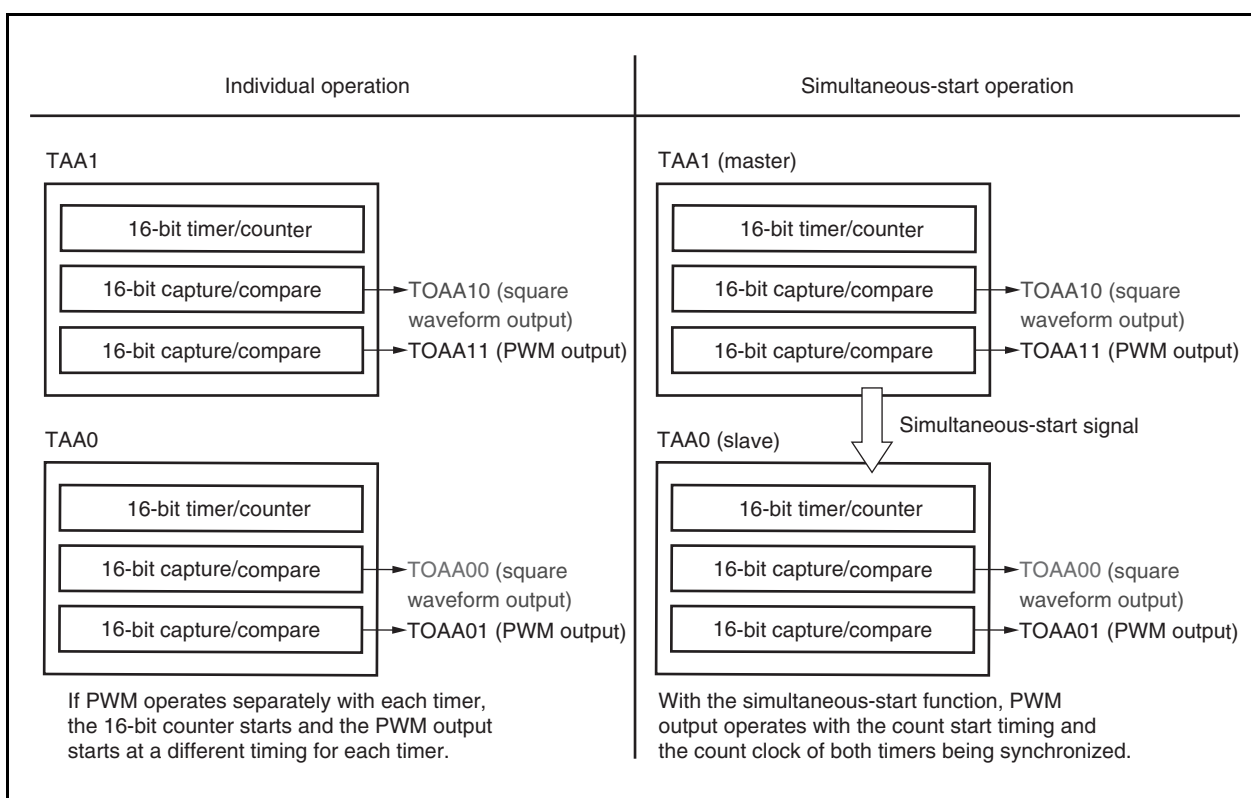 Individual operation
Simultaneous-start operation
TAA1
16-bit timer/counter
16-bit capture/compare
TOAA10 (square
waveform output)
16-bit capture/compare
TOAA11 (PWM output)
TAA0
16-bit timer/counter
16-bit capture/compare
TOAA00 (square
waveform output)
16-bit capture/compare
TOAA01 (PWM output)
If PWM operates separately with each timer,
the 16-bit counter starts and the PWM output
starts at a different timing for each timer.
TAA1 (master)
16-bit timer/counter
16-bit capture/compare
TOAA10 (square
waveform output)
16-bit capture/compare
TOAA11 (PWM output)
Simultaneous-start signal
TAA0 (slave)
16-bit timer/counter
16-bit capture/compare
TOAA00 (square
waveform output)
16-bit capture/compare
TOAA01 (PWM output)
With the simultaneous-start function, PWM
output operates with the count start timing and
the count clock of both timers being synchronized.